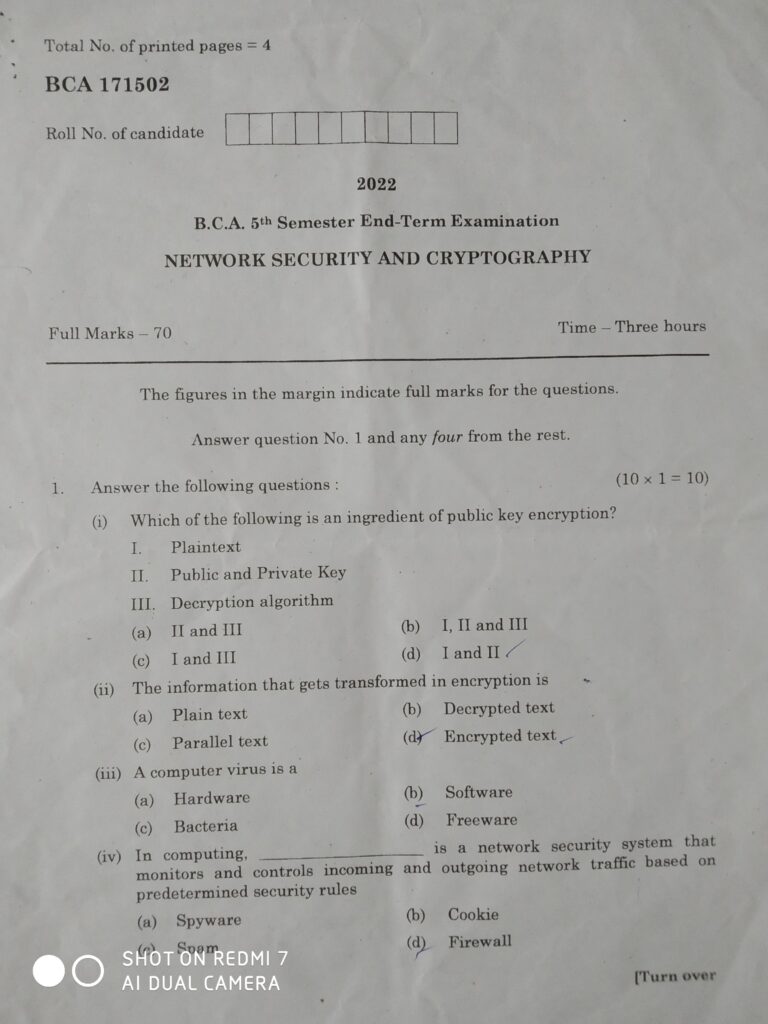 Total No. of printed pages = 4
BCA 171502
Roll No. of candidate
2022
B.C.A. 5th Semester End-Term Examination
NETWORK SECURITY AND CRYPTOGRAPHY
Full Marks – 70 Time – Three hours
The figures in the margin indicate full marks for the questions.
Answer question No. 1 and any four from the rest.
1. Answer the following questions : (10 × 1 = 10)
(i) Which of the following is an ingredient of public key encryption?
I. Plaintext
II. Public and Private Key
III. Decryption algorithm
(a) II and III (b) I, II and III
(c) I and III (d) I and II
(ii) The information that gets transformed in encryption is
(a) Plain text (b) Decrypted text
(c) Parallel text (d) Encrypted text
(iii) A computer virus is a
(a) Hardware (b) Software
(c) Bacteria (d) Freeware
(iv) In computing, ____________ is a network security system that
monitors and controls incoming and outgoing network traffic based on
predetermined security rules
(a) Spyware (b) Cookie
(c) Spam (d) Firewall
[Turn over
SHOT ON REDMI 7
AI DUAL CAMERA